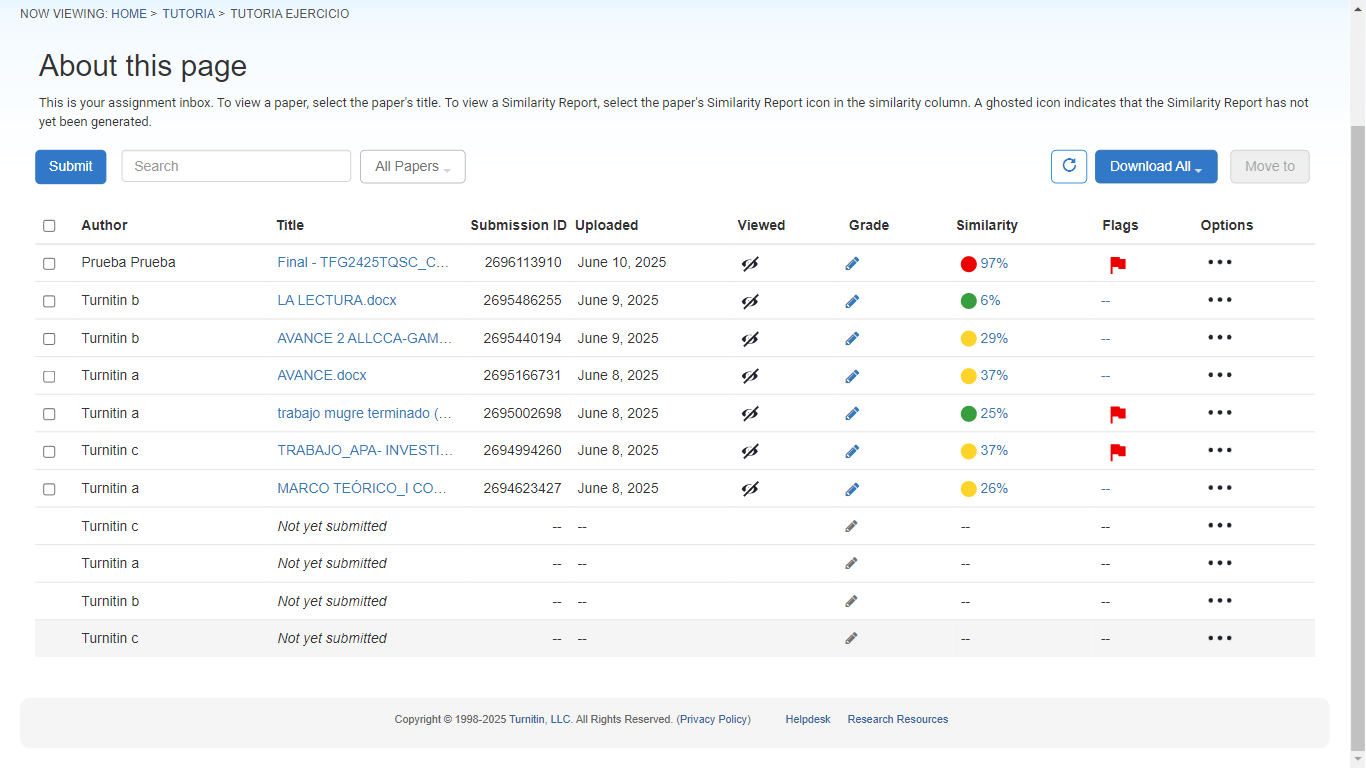 NOW VIEWING: HOME > TUTORIA > TUTORIA EJERCICIO
About this page
This is your assignment inbox. To view a paper, select the paper's title. To view a Similarity Report, select the paper's Similarity Report icon in the similarity column. A ghosted icon indicates that the Similarity Report has not
yet been generated.
Submit Search All Papers Download All Move to
Author Title Submission ID Uploaded Viewed Grade Similarity Flags Options
Prueba Prueba Final - TFG2425TQSC_C... 2696113910 June 10, 2025 97% •••
Turnitin b LA LECTURA.docx 2695486255 June 9, 2025 6% -- •••
Turnitin b AVANCE 2 ALLCCA-GAM... 2695440194 June 9, 2025 29% -- •••
Turnitin a AVANCE.docx 2695166731 June 8, 2025 37% -- •••
Turnitin a trabajo mugre terminado (... 2695002698 June 8, 2025 25% •••
Turnitin c TRABAJO_APA- INVESTI... 2694994260 June 8, 2025 37% •••
Turnitin a MARCO TEÓRICO_I CO... 2694623427 June 8, 2025 26% -- •••
Turnitin c Not yet submitted -- -- -- -- •••
Turnitin a Not yet submitted -- -- -- -- •••
Turnitin b Not yet submitted -- -- -- -- •••
Turnitin c Not yet submitted -- -- -- -- •••
Copyright © 1998-2025 Turnitin, LLC. All Rights Reserved. (Privacy Policy) Helpdesk Research Resources